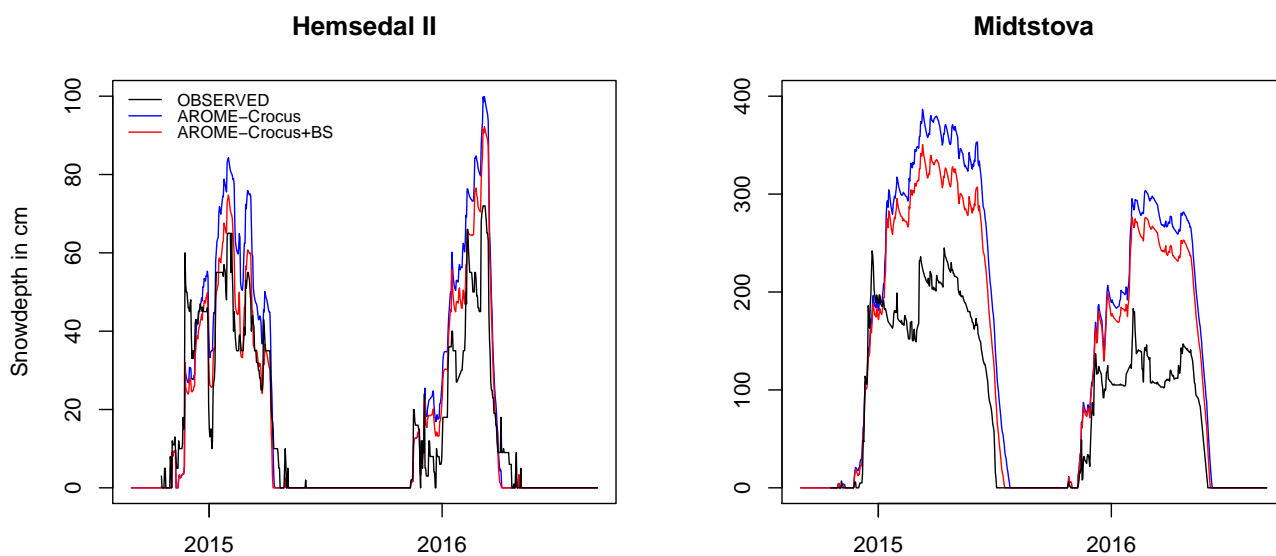 Hemsedal II
Midtstova
Snowdepth in cm
0
20
40
60
80
100
OBSERVED
AROME−Crocus
AROME−Crocus+BS
2015
2016
0
100
200
300
400
2015
2016